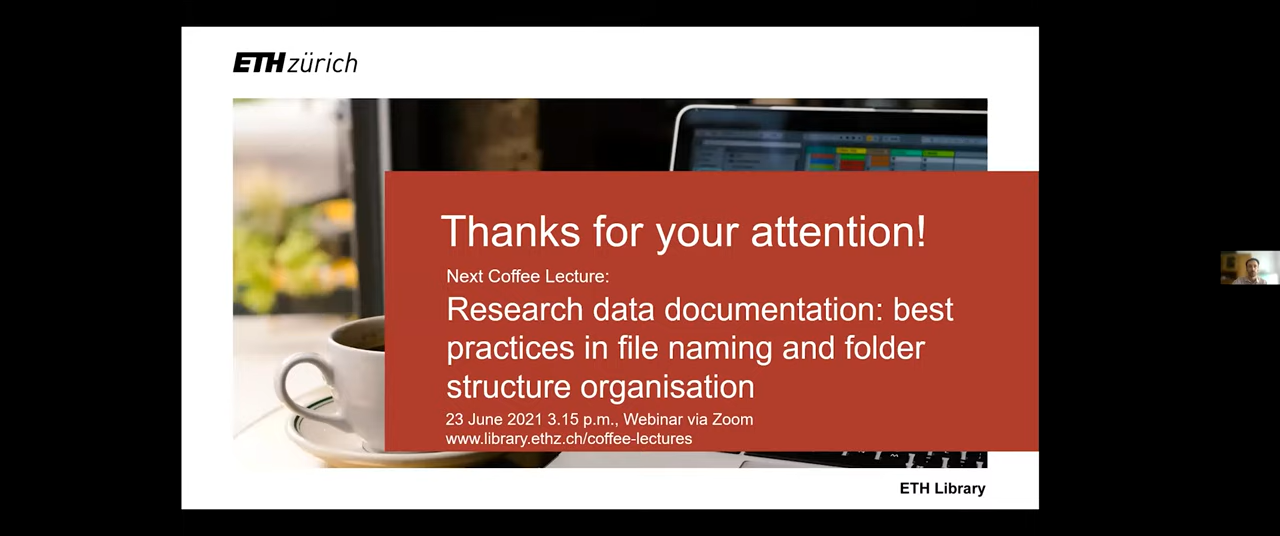 ETH zürich
Thanks for your attention!
Next Coffee Lecture:
Research data documentation: best
practices in file naming and folder
structure organisation
23 June 2021 3.15 p.m., Webinar via Zoom
www.library.ethz.ch/coffee-lectures
ETH Library